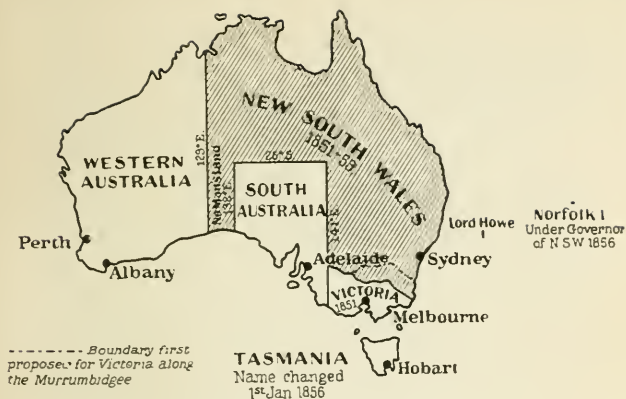 NEW SOUTH WALES
1851-59.
WESTERN
AUSTRALIA
129° E.
No Mans Land
138° E.
26° S.
SOUTH
AUSTRALIA
141° E.
Lord Howe I
Norfolk I
Under Governor
of NSW 1856
Perth
Albany
Adelaide
Sydney
VICTORIA
1851
Melbourne
Boundary first
proposed for Victoria along
the Murrumbidgee
TASMANIA
Name changed
1st Jan 1856
Hobart